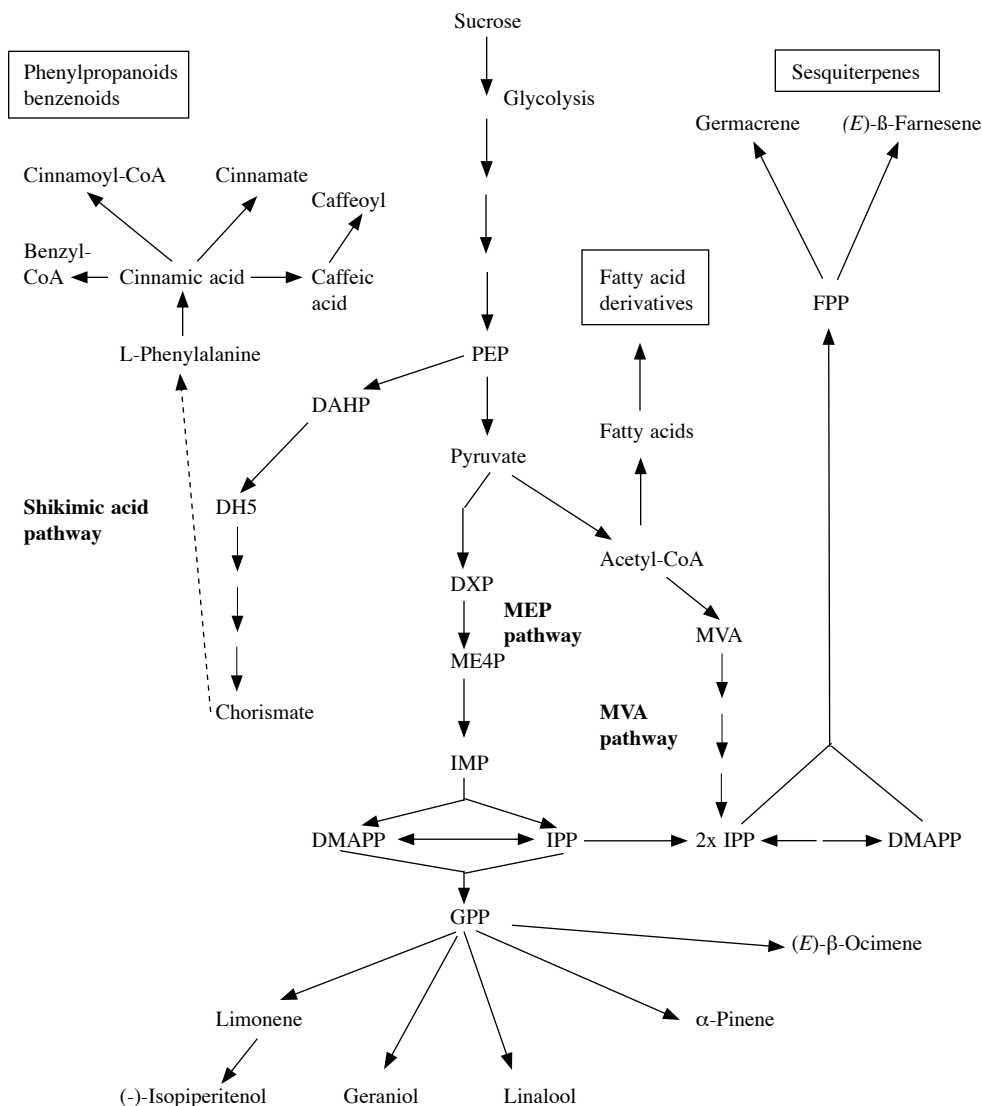 Sucrose
Phenylpropanoids
benzenoids
Sesquiterpenes
Glycolysis
Germacrene
(E)-ß-Farnesene
Cinnamoyl-CoA
Cinnamate
Caffeoyl
Benzyl-
CoA
Cinnamic acid
Caffeic
acid
Fatty acid
derivatives
FPP
L-Phenylalanine
PEP
DAHP
Fatty acids
Pyruvate
Shikimic acid
pathway
DH5
Acetyl-CoA
DXP
MEP
pathway
MVA
ME4P
Chorismate
MVA
pathway
IMP
DMAPP
IPP
2x IPP
DMAPP
GPP
(E)-β-Ocimene
Limonene
α-Pinene
(-)-Isopiperitenol
Geraniol
Linalool